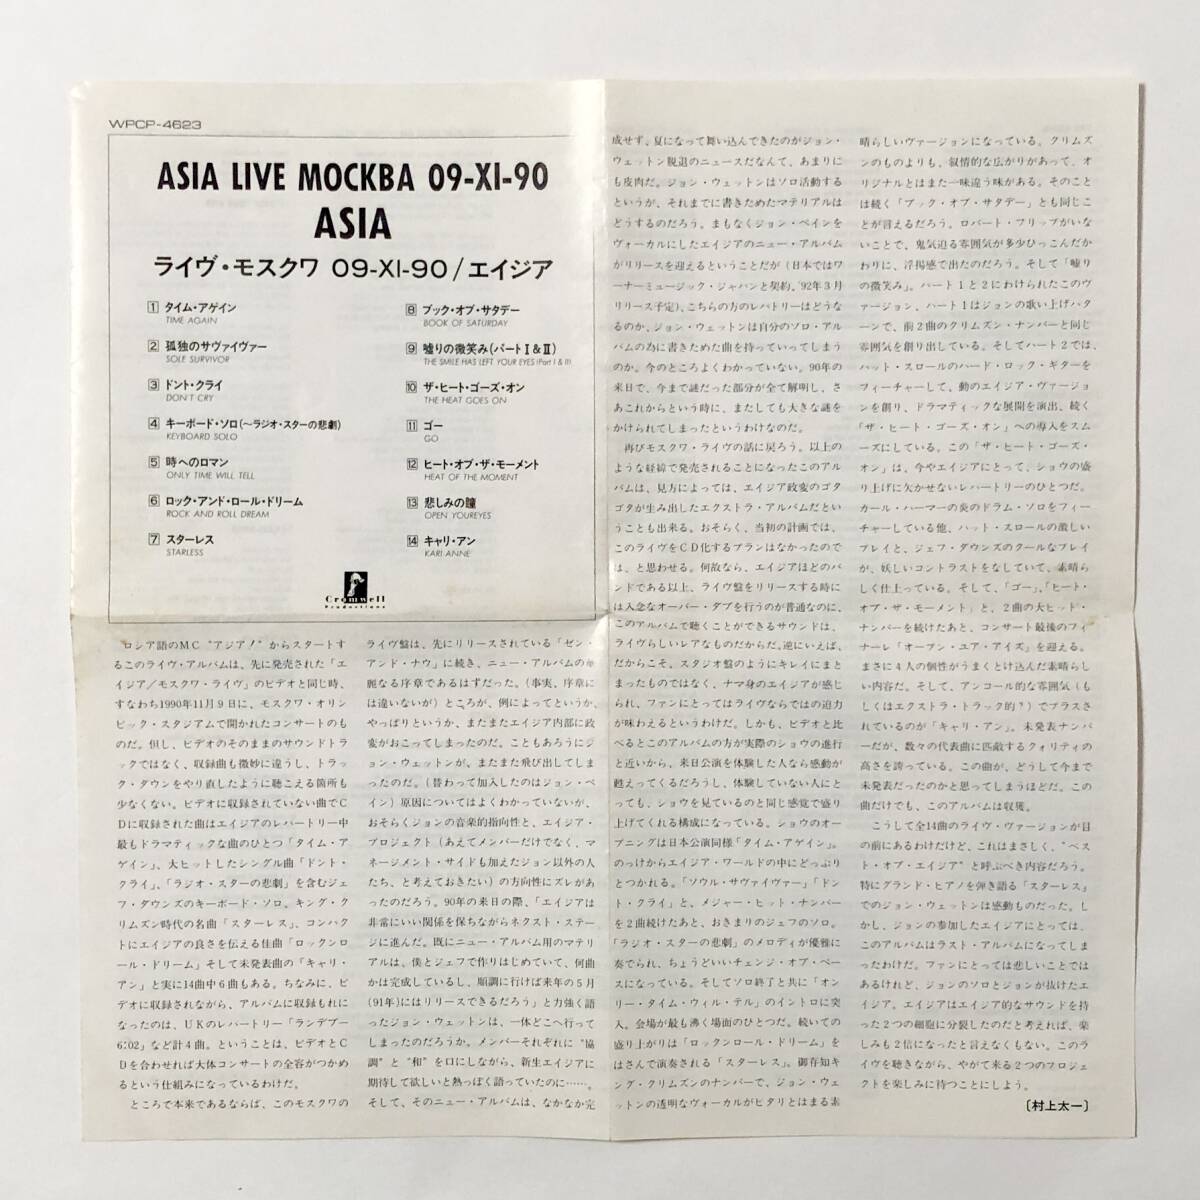 WPCP-4623
ASIA LIVE MOCKBA 09-XI-90
ASIA
ライヴ・モスクワ 09-XI-90/エイジア
1 タイム・アゲイン
TIME AGAIN
2 孤独のサヴァイヴァー
SOLE SURVIVOR
3 ドント・クライ
DON'T CRY
4 キーボード・ソロ(〜ラジオ・スターの悲劇)
KEYBOARD SOLO
5 時へのロマン
ONLY TIME WILL TELL
6 ロック・アンド・ロール・ドリーム
ROCK AND ROLL DREAM
7 スターレス
STARLESS
8 ブック・オブ・サタデー
BOOK OF SATURDAY
9 嘘りの微笑み(パートⅠ&Ⅱ)
THE SMILE HAS LEFT YOUR EYES (Part I & II)
10 ザ・ヒート・ゴーズ・オン
THE HEAT GOES ON
11 ゴー
GO
12 ヒート・オブ・ザ・モーメント
HEAT OF THE MOMENT
13 悲しみの瞳
OPEN YOUREYES
14 キャリ・アン
KARI-ANNE
Cromwell
Productions
ロシア語のMC“アジア!”からスタートす
るこのライヴ・アルバムは、先に発売された「エ
イジア/モスクワ・ライヴ」のビデオと同じ時、
すなわち1990年11月9日に、モスクワ・オリン
ピック・スタジアムで開かれたコンサートのも
のだ。但し、ビデオのそのままのサウンドトラ
ックではなく、収録曲も微妙に違うし、トラッ
ク・ダウンをやり直したように聴こえる箇所も
少なくない。ビデオに収録されていない曲でC
Dに収録された曲はエイジアのレパートリー中
最もドラマティックな曲のひとつ「タイム・ア
ゲイン」、大ヒットしたシングル曲「ドント・
クライ」、「ラジオ・スターの悲劇」を含むジェ
フ・ダウンズのキーボード・ソロ、キング・ク
リムズン時代の名曲「スターレス」、コンパク
トにエイジアの良さを伝える佳曲「ロックンロ
ール・ドリーム」そして未発表曲の「キャリ・
アン」と実に14曲中6曲もある。ちなみに、ビ
デオに収録されながら、アルバムに収録もれに
なったのは、UKのレパートリー「ランデブー
6:02」など計4曲。ということは、ビデオとC
Dを合わせれば大体コンサートの全容がつかめ
るという仕組みになっているわけだ。
ところで本来であるならば、このモスクワの
ライヴ盤は、先にリリースされている「ゼン・
アンド・ナウ」に続き、ニュー・アルバムの華
麗なる序章であるはずだった。(事実、序章に
は違いないが)ところが、例によってというか、
やっぱりというか、またまたエイジア内部に政
変がおこってしまったのだ。こともあろうにジ
ョン・ウェットンが、またまた飛び出してしま
ったのだ。(替わって加入したのはジョン・ペ
イン)原因についてはよくわかっていないが、
おそらくジョンの音楽的指向性と、エイジア・
プロジェクト(あえてメンバーだけでなく、マ
ネージメント・サイドも加えたジョン以外の人
たち、と考えておきたい)の方向性にズレがあ
ったのだろう。90年の来日の際、「エイジアは
非常にいい関係を保ちながらネクスト・ステー
ジに進んだ。既にニュー・アルバム用のマテリ
アルは、僕とジェフで作りはじめていて、何曲
かは完成しているし、順調に行けば来年の5月
(91年)にはリリースできるだろう」と力強く語
ったジョン・ウェットンは、一体どこへ行って
しまったのだろうか。メンバーそれぞれに“協
調”と“和”を口にしながら、新生エイジアに
期待して欲しいと熱っぽく語っていたのに……。
そして、そのニュー・アルバムは、なかなか完
成せず。夏になって舞い込んできたのがジョン・
ウェットン脱退のニュースだなんて、あまりに
も皮肉だ。ジョン・ウェットンはソロ活動する
というが、それまでに書きためたマテリアルは
どうするのだろう。まもなくジョン・ペインを
ヴォーカルにしたエイジアのニュー・アルバム
がリリースを迎えるということだが(日本ではワ
ーナーミュージック・ジャパンと契約、'92年3月
リリース予定)、こちらの方のレパトリーはどうな
るのか、ジョン・ウェットンは自分のソロ・アル
バムの為に書きためた曲を持っていってしまう
のか。今のところよくわかっていない。90年の
来日で、今まで謎だった部分が全て解明し、さ
あこれからという時に、またしても大きな謎を
かけられてしまったというわけなのだ。
再びモスクワ・ライヴの話に戻ろう。以上の
ような経緯で発売されることになったこのアル
バムは、見方によっては、エイジア政変のゴタ
ゴタが生み出したエクストラ・アルバムだとい
うことも出来る。おそらく、当初の計画では、
このライヴをCD化するプランはなかったので
は、と思わせる。何故なら、エイジアほどのバ
ンドである以上、ライヴ盤をリリースする時に
は入念なオーバー・ダブを行うのが普通なのに、
このアルバムで聴くことができるサウンドは、
ライヴらしいレアなものだからだ。逆にいえば、
だからこそ、スタジオ盤のようにキレイにまと
まったものではなく、ナマ身のエイジアが感じ
られ、ファンにとってはライヴならではの迫力
が味わえるというわけだ。しかも、ビデオと比
べるとこのアルバムの方が実際のショウの進行
と近いから、来日公演を体験した人なら感動が
甦えってくるだろうし、体験していない人にと
っても、ショウを見ているのと同じ感覚で盛り
上げてくれる構成になっている。ショウのオー
プニングは日本公演同様「タイム・アゲイン」。
のっけからエイジア・ワールドの中にどっぷり
とつかれる。「ソウル・サヴァイヴァー」「ドン
ト・クライ」と、メジャー・ヒット・ナンバー
を2曲続けたあと、おきまりのジェフのソロ。
「ラジオ・スターの悲劇」のメロディが優雅に
奏でられ、ちょうどいいチェンジ・オブ・ペー
スになっている。そしてソロ終了と共に「オン
リー・タイム・ウィル・テル」のイントロに突
入。会場が最も沸く場面のひとつだ。続いての
盛り上がりは「ロックンロール・ドリーム」を
はさんで演奏される「スターレス」。御存知キ
ング・クリムズンのナンバーで、ジョン・ウェ
ットンの透明なヴォーカルがピタリとはまる素
晴らしいヴァージョンになっている。クリムズ
ンのものよりも、叙情的な広がりがあって、オ
リジナルとはまた一味違う味がある。そのこと
は続く「ブック・オブ・サタデー」とも同じこ
とが言えるだろう。ロバート・フリップがいな
いことで、鬼気迫る雰囲気が多少ひっこんだか
わりに、浮揚感で出たのだろう。そして「嘘り
の微笑み」。パート1と2にわけられたこのヴ
ァージョン、パート1はジョンの歌い上げパタ
ーンで、前2曲のクリムズン・ナンバーと同じ
雰囲気を創り出している。そしてパート2では、
パット・スロールのハード・ロック・ギターを
フィーチャーして、動のエイジア・ヴァージョ
ンを創り、ドラマティックな展開を演出、続く
「ザ・ヒート・ゴーズ・オン」への導入をスム
ーズにしている。この「ザ・ヒート・ゴーズ・
オン」は、今やエイジアにとって、ショウの盛
り上げに欠かせないレパートリーのひとつだ。
カール・パーマーの炎のドラム・ソロをフィー
チャーしている他、パット・スロールの激しい
プレイと、ジェフ・ダウンズのクールなプレイ
が、妖しいコントラストをなしていて、素晴ら
しく仕上っている。そして、「ゴー」、「ヒート・
オブ・ザ・モーメント」と、2曲の大ヒット・
ナンバーを続けたあと、コンサート最後のフィ
ナーレ「オープン・ユア・アイズ」を迎える。
まさに4人の個性がうまくとけ込んだ素晴らし
い内容だ。そして、アンコール的な雰囲気(も
しくはエクストラ・トラック的?)でプラスさ
れているのが「キャリ・アン」。未発表ナンバ
ーだが、数々の代表曲に匹敵するクォリティの
高さを誇っている。この曲が、どうして今まで
未発表だったのかと思ってしまうほどだ。この
曲だけでも、このアルバムは収穫。
こうして全14曲のライヴ・ヴァージョンが目
の前にあるわけだけど、これはまさしく、“ベス
ト・オブ・エイジア”と呼ぶべき内容だろう。
特にグランド・ピアノを弾き語る「スターレス」
でのジョンのヴァージョンは感動ものだった。し
かし、ジョンの参加したエイジアにとっては、
このアルバムはラスト・アルバムになってしま
ったわけだ。ファンにとっては悲しいことでは
あるけれど、ジョンのソロとジョンが抜けたエ
イジア。エイジアはエイジア的なサウンドを持
った2つの細胞に分裂したのだと考えれば、楽
しみも2倍になったと言えなくもない。このラ
イヴを聴きながら、やがて来る2つのプロジェ
クトを楽しみに待つことにしよう。
〔村上太一〕